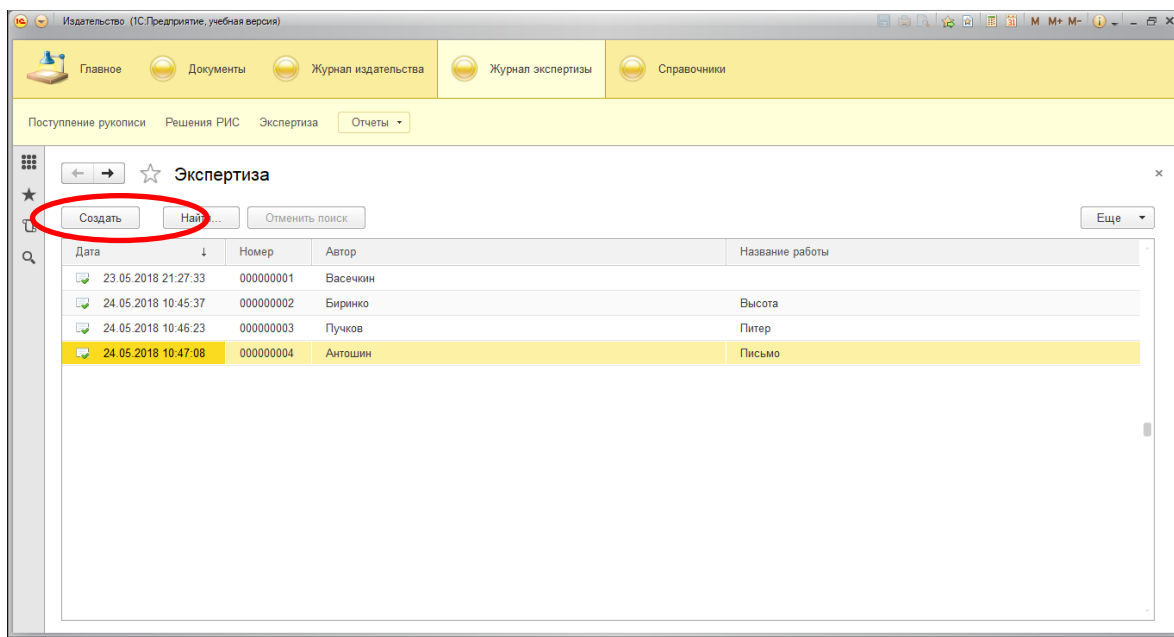 Издательство (1С:Предприятие, учебная версия) M M+ M-
Главное Документы Журнал издательства Журнал экспертизы Справочники
Поступление рукописи Решения РИС Экспертиза Отчеты
Экспертиза
Создать Найти... Отменить поиск Еще
Дата ↓ Номер Автор Название работы
23.05.2018 21:27:33 000000001 Васечкин
24.05.2018 10:45:37 000000002 Биринко Высота
24.05.2018 10:46:23 000000003 Пучков Питер
24.05.2018 10:47:08 000000004 Антошин Письмо